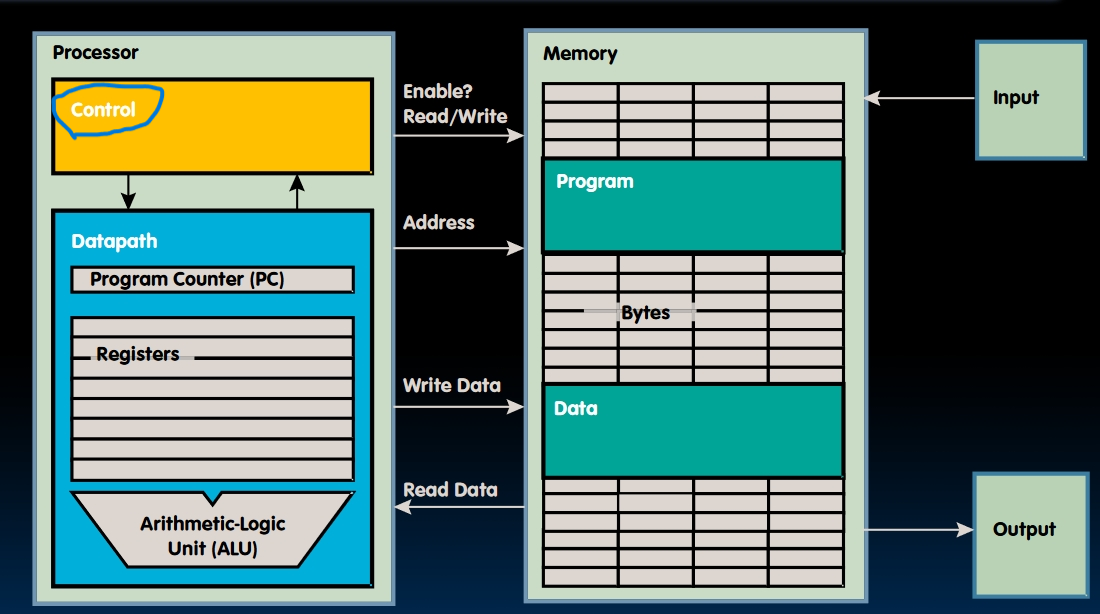 Processor
Control
Datapath
Program Counter (PC)
Registers
Arithmetic-Logic
Unit (ALU)
Enable?
Read/Write
Address
Write Data
Read Data
Memory
Program
Bytes
Data
Input
Output